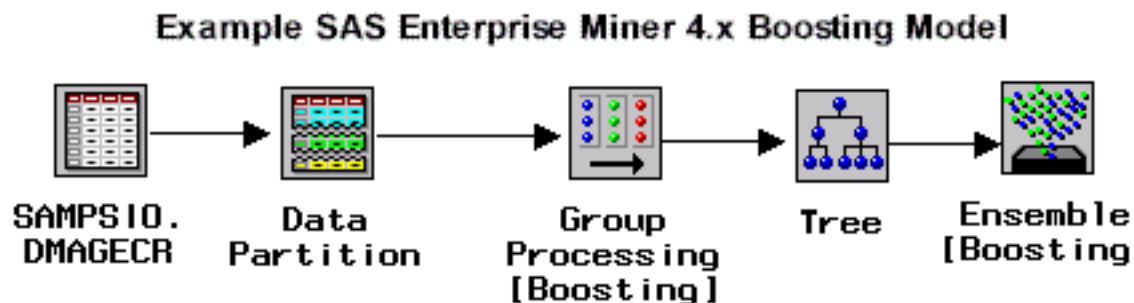 Example SAS Enterprise Miner 4.x Boosting Model
SAMPSIO.
DMAGECR
Data
Partition
Group
Processing
[Boosting]
Tree
Ensemble
[Boosting